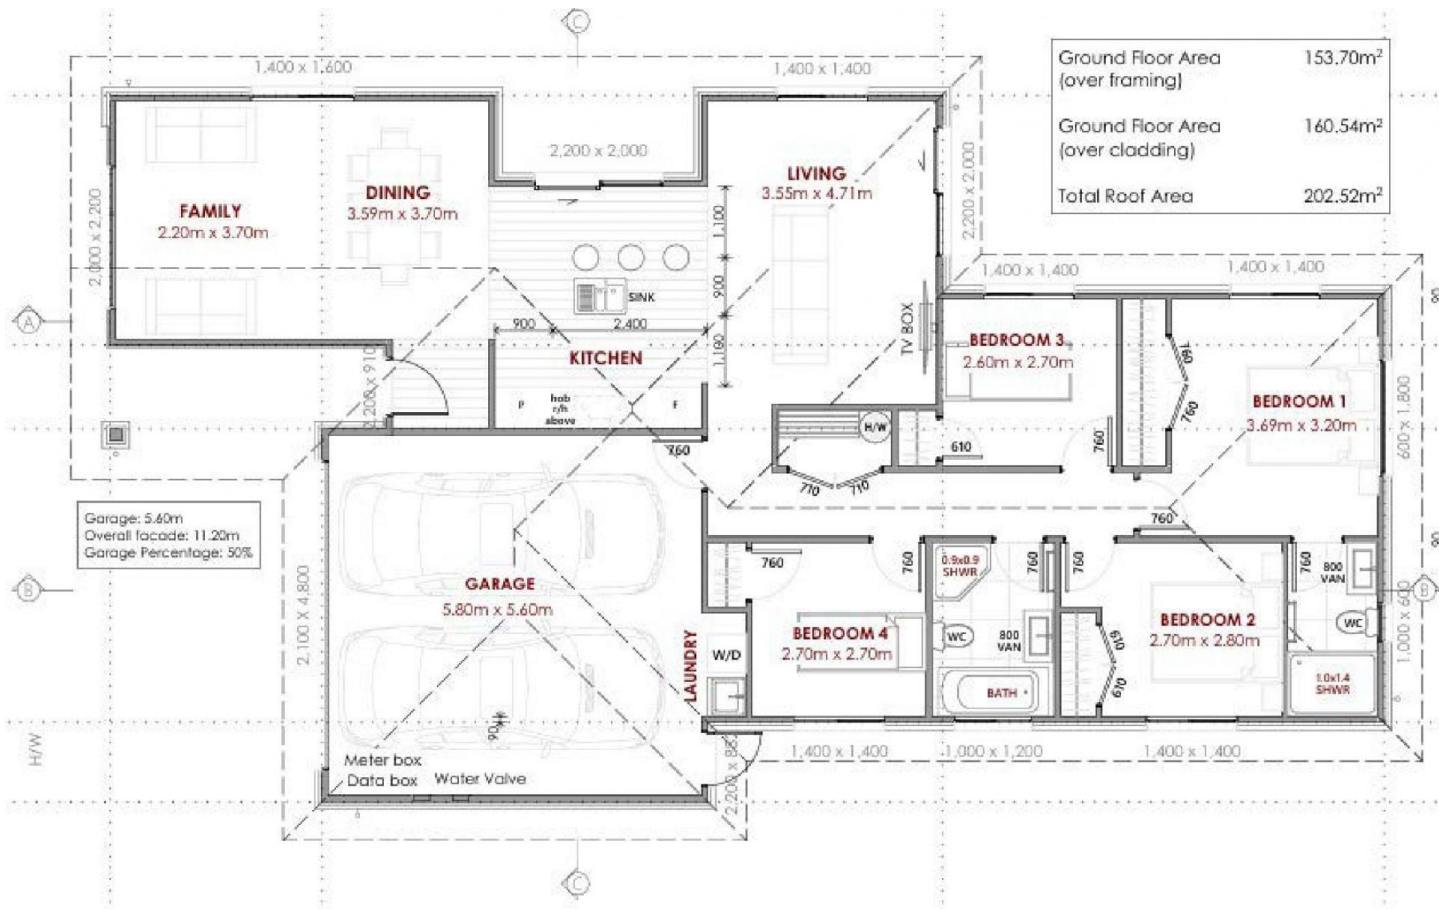 C
1,400 x 1,600
1,400 x 1,400
Ground Floor Area 153.70m²
(over framing)
Ground Floor Area 160.54m²
(over cladding)
Total Roof Area 202.52m²
2,200 x 2,000
LIVING
3.55m x 4.71m
DINING
3.59m x 3.70m
FAMILY
2.20m x 3.70m
2,000 x 2,200
1,100
2,200 x 2,000
1,400 x 1,400
1,400 x 1,400
900
SINK
A
900
2,400
KITCHEN
1,180
TV BOX
BEDROOM 3
2.60m x 2.70m
760
760
BEDROOM 1
3.69m x 3.20m
600 x 1,800
2,200 x 910
P
hob
r/h
above
F
H/W
610
760
760
710
710
760
Garage: 5.60m
Overall facade: 11.20m
Garage Percentage: 50%
GARAGE
5.80m x 5.60m
2,100 x 4,800
760
760
0.9x0.9
SHWR
760
760
760
800
VAN
B
B
BEDROOM 4
2.70m x 2.70m
WC
800
VAN
BEDROOM 2
2.70m x 2.80m
WC
1,000 x 600
LAUNDRY
W/D
BATH
610
610
1.0x1.4
SHWR
90
90
H/W
Meter box
Data box
Water Valve
1,400 x 1,400
1,000 x 1,200
1,400 x 1,400
C